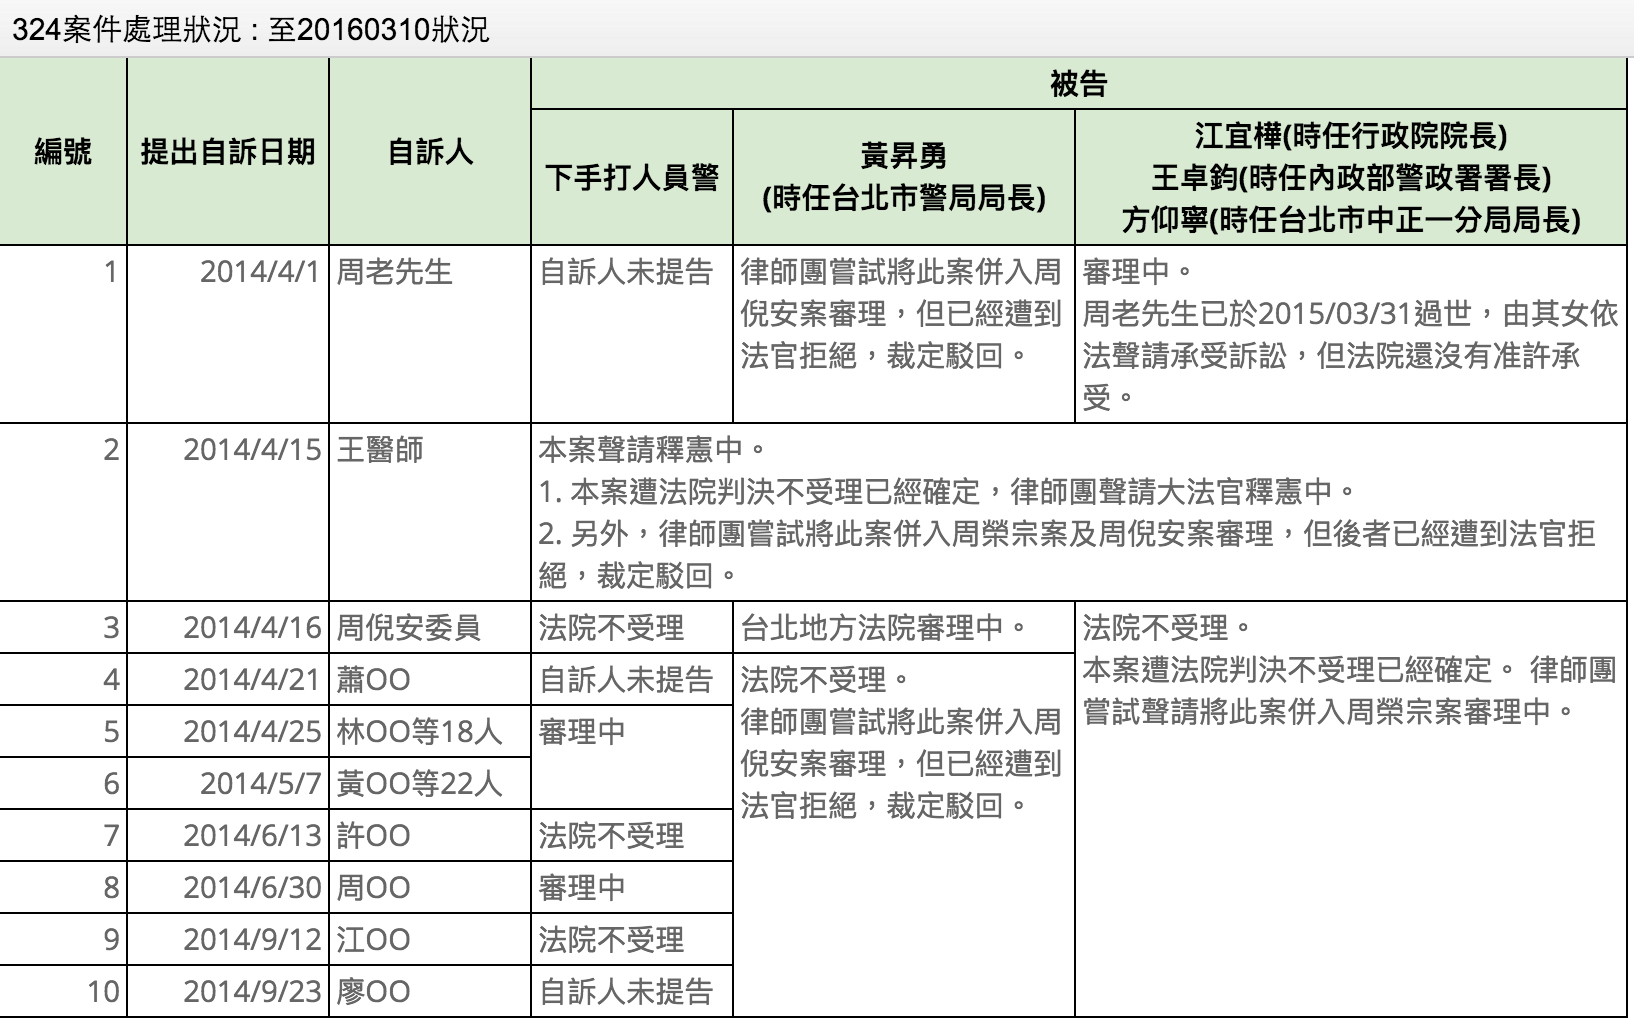 324案件處理狀況：至20160310狀況
編號
提出自訴日期
自訴人
被告
下手打人員警
黃昇勇
(時任台北市警局局長)
江宜樺(時任行政院院長)
王卓鈞(時任內政部警政署署長)
方仰寧(時任台北市中正一分局局長)
1
2014/4/1
周老先生
自訴人未提告
律師團嘗試將此案併入周
倪安案審理，但已經遭到
法官拒絕，裁定駁回。
審理中。
周老先生已於2015/03/31過世，由其女依
法聲請承受訴訟，但法院還沒有准許承
受。
2
2014/4/15
王醫師
本案聲請釋憲中。
1. 本案遭法院判決不受理已經確定，律師團聲請大法官釋憲中。
2. 另外，律師團嘗試將此案併入周榮宗案及周倪安案審理，但後者已經遭到法官拒
絕，裁定駁回。
3
2014/4/16
周倪安委員
法院不受理
台北地方法院審理中。
法院不受理。
本案遭法院判決不受理已經確定。 律師團
嘗試聲請將此案併入周榮宗案審理中。
4
2014/4/21
蕭OO
自訴人未提告
法院不受理。
律師團嘗試將此案併入周
倪安案審理，但已經遭到
法官拒絕，裁定駁回。
5
2014/4/25
林OO等18人
審理中
6
2014/5/7
黃OO等22人
7
2014/6/13
許OO
法院不受理
8
2014/6/30
周OO
審理中
9
2014/9/12
江OO
法院不受理
10
2014/9/23
廖OO
自訴人未提告